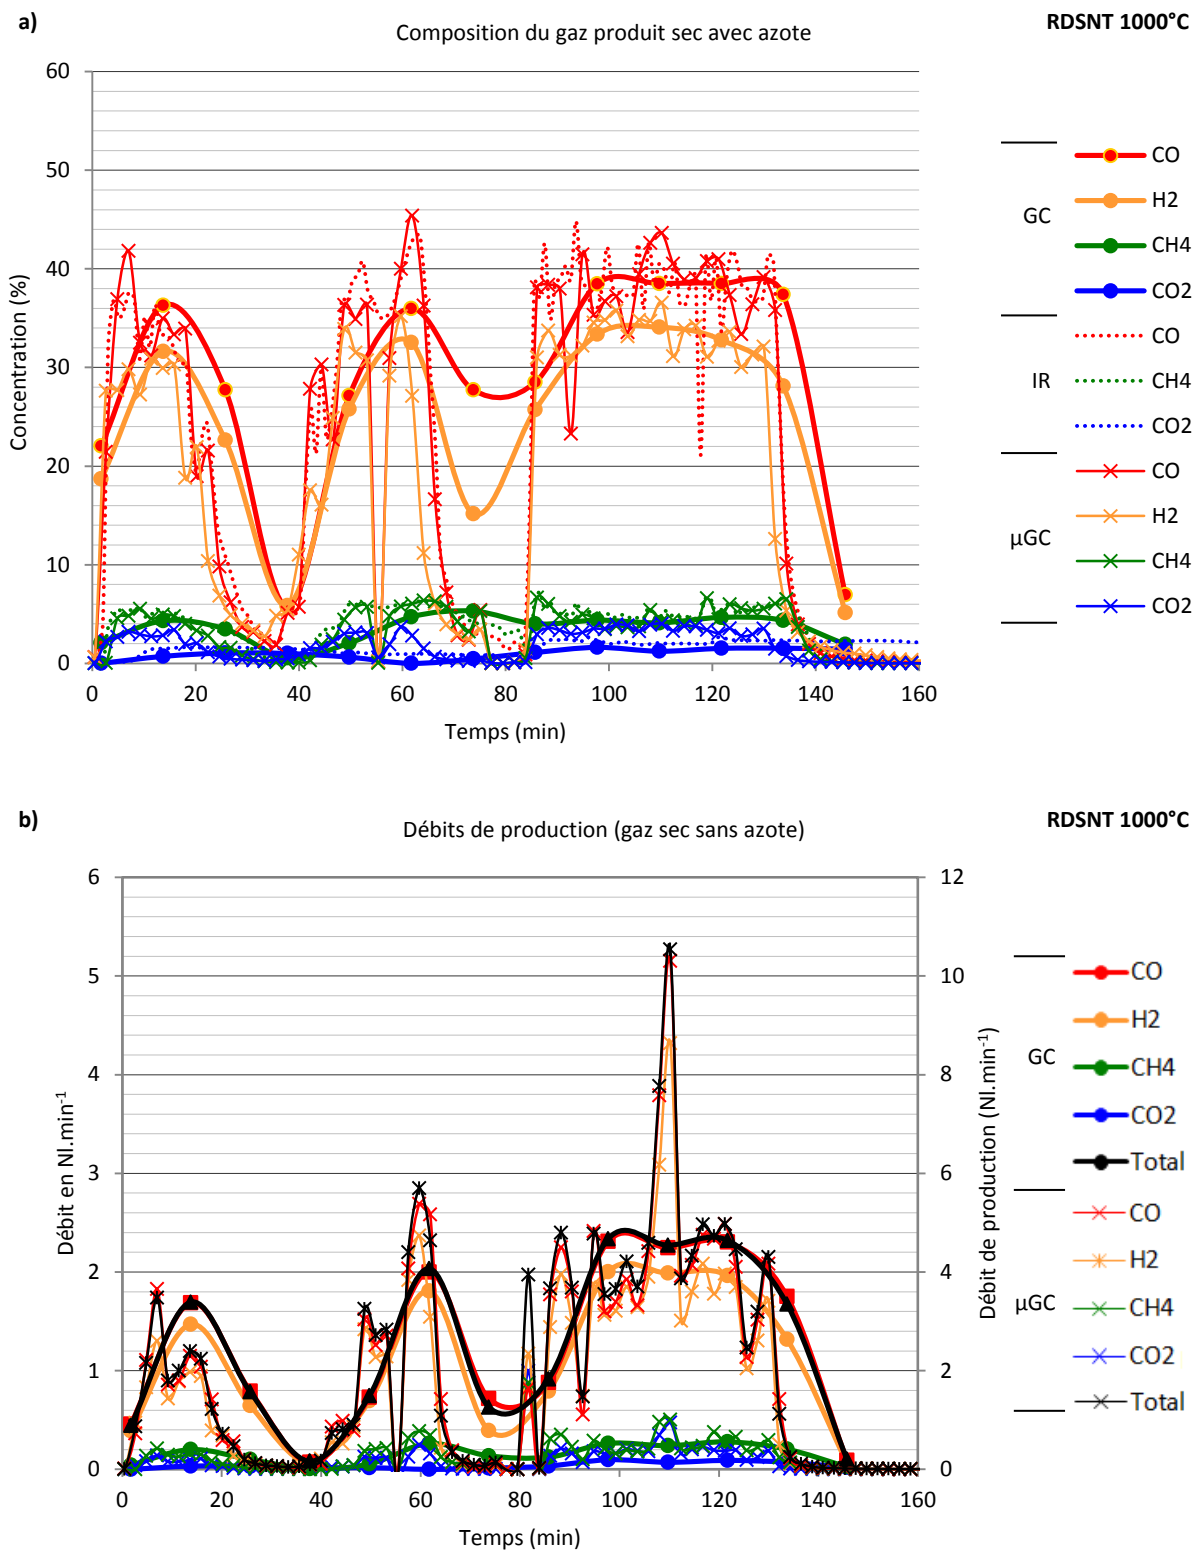 a)
Composition du gaz produit sec avec azote
RDSNT 1000°C
Concentration (%)
60
50
40
30
20
10
0
0 20 40 60 80 100 120 140 160
Temps (min)
GC
CO
H2
CH4
CO2
IR
CO
CH4
CO2
µGC
CO
H2
CH4
CO2
b)
Débits de production (gaz sec sans azote)
RDSNT 1000°C
Débit en Nl.min⁻¹
6
5
4
3
2
1
0
12
10
8
6
4
2
0
Débit de production (Nl.min⁻¹)
0 20 40 60 80 100 120 140 160
Temps (min)
GC
CO
H2
CH4
CO2
Total
µGC
CO
H2
CH4
CO2
Total